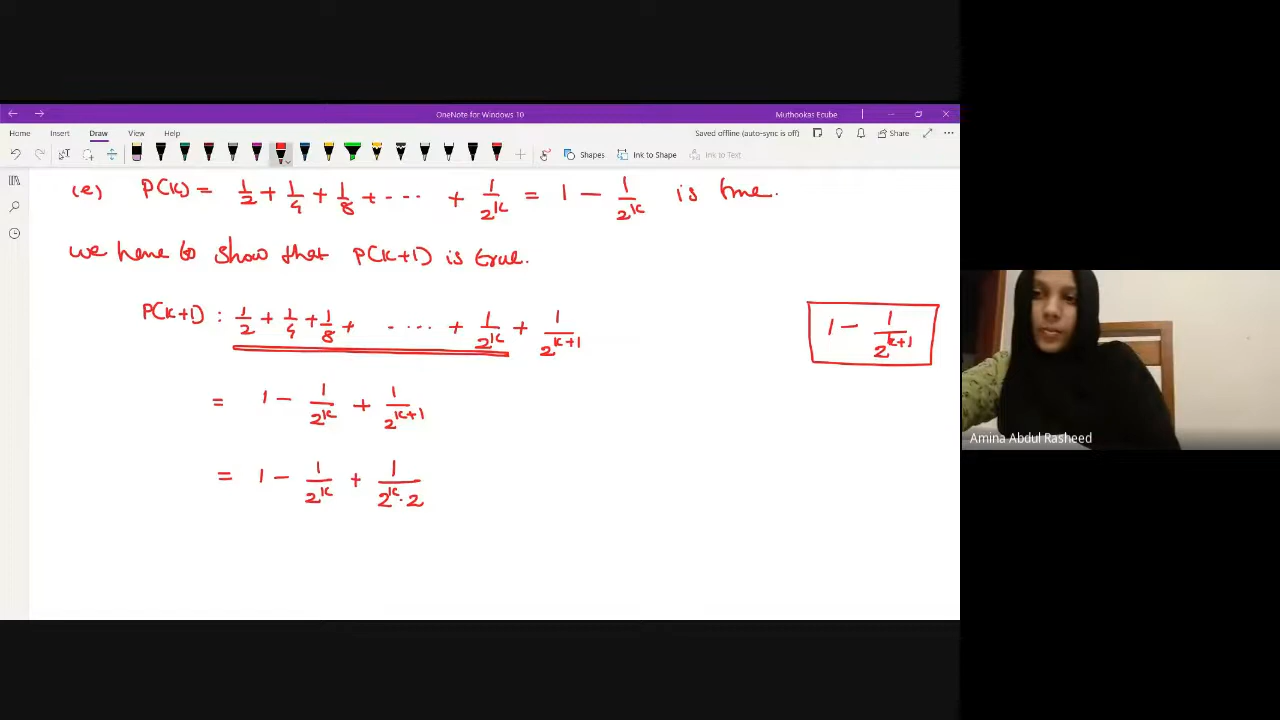 OneNote for Windows 10
Muthookas Ecube
Home Insert Draw View Help
Saved offline (auto-sync is off)
Share
Shapes
Ink to Shape
Ink to Text
(e) P(k) = 1/2 + 1/4 + 1/8 + ... + 1/2^k = 1 - 1/2^k is true.
we have to show that P(k+1) is true.
P(k+1) : 1/2 + 1/4 + 1/8 + .... + 1/2^k + 1/2^(k+1)
1 - 1/2^(k+1)
= 1 - 1/2^k + 1/2^(k+1)
= 1 - 1/2^k + 1/(2^k · 2)
Amina Abdul Rasheed